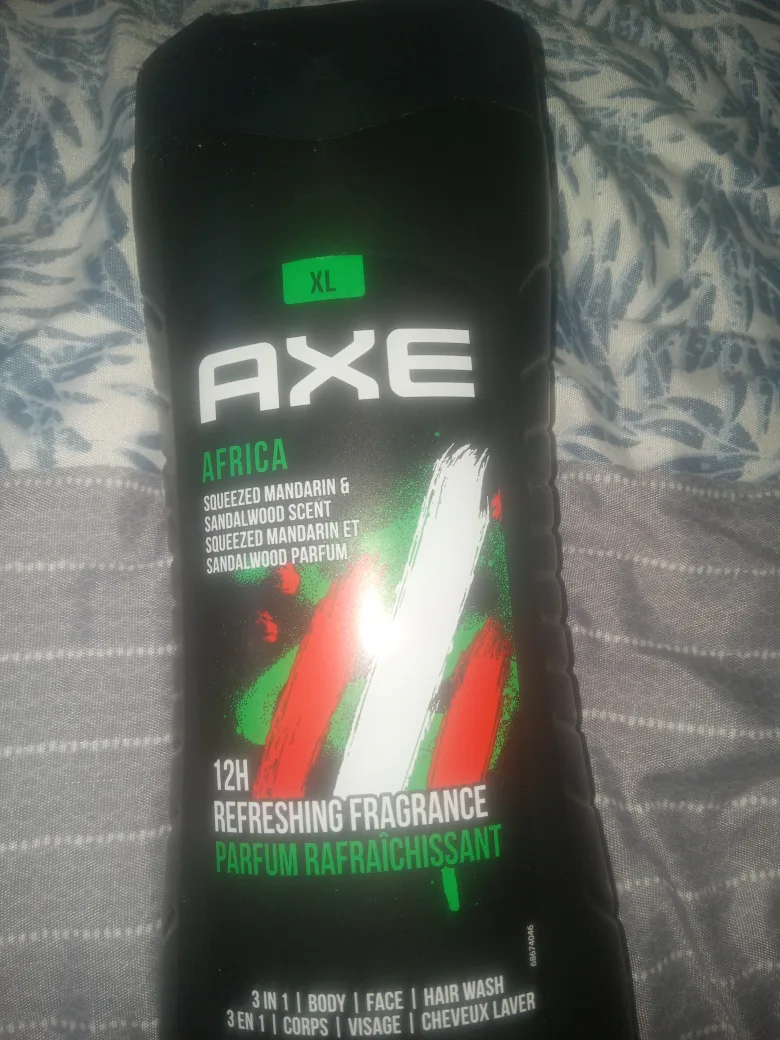 XL
AXE
AFRICA
SQUEEZED MANDARIN &
SANDALWOOD SCENT
SQUEEZED MANDARIN ET
SANDALWOOD PARFUM
12H
REFRESHING FRAGRANCE
PARFUM RAFRAÎCHISSANT
68674046
3 IN 1 | BODY | FACE | HAIR WASH
3 EN 1 | CORPS | VISAGE | CHEVEUX LAVER